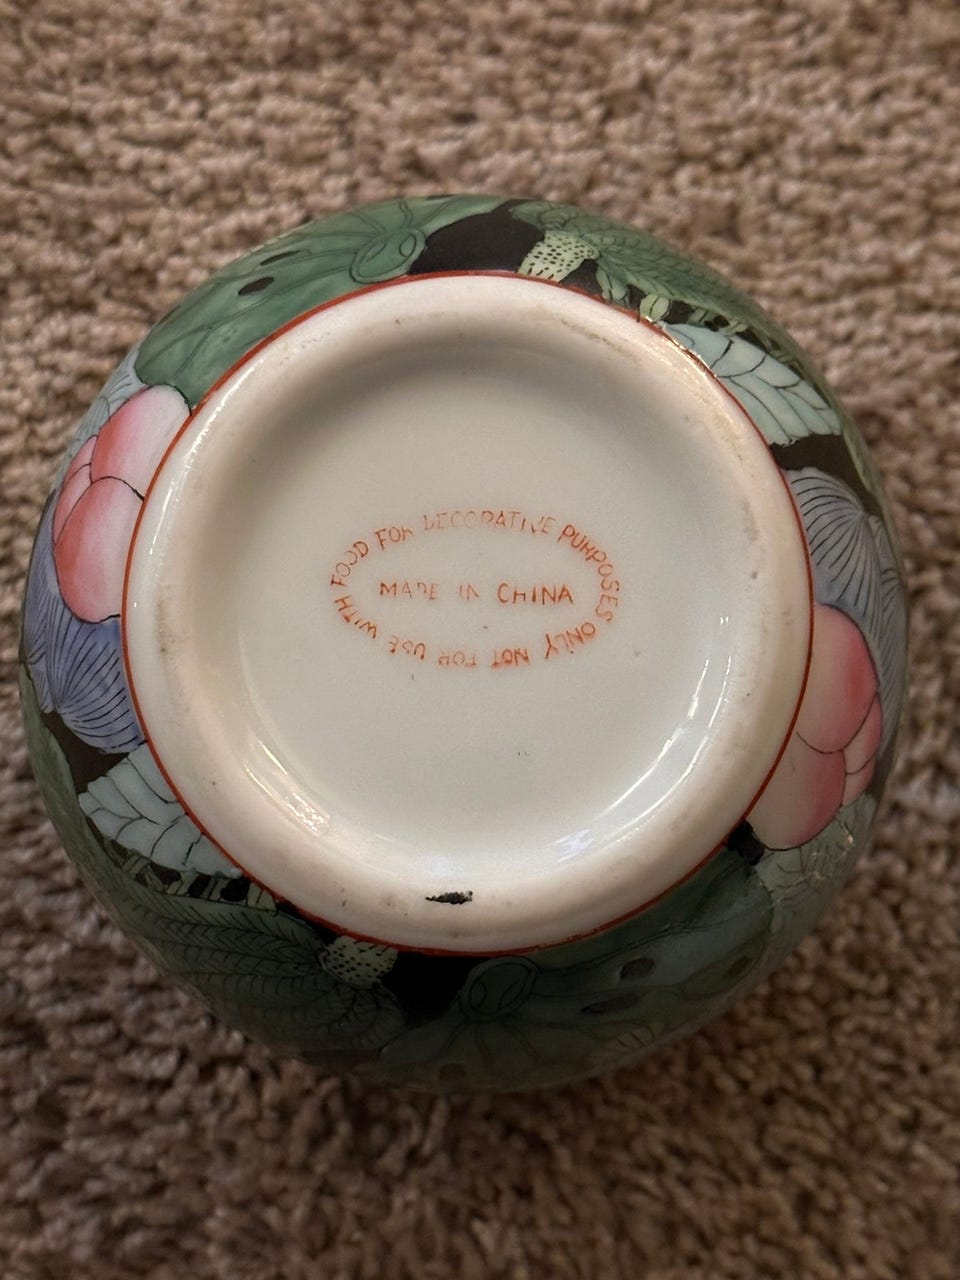 FOR DECORATIVE PURPOSES ONLY NOT FOR USE WITH FOOD
MADE IN CHINA